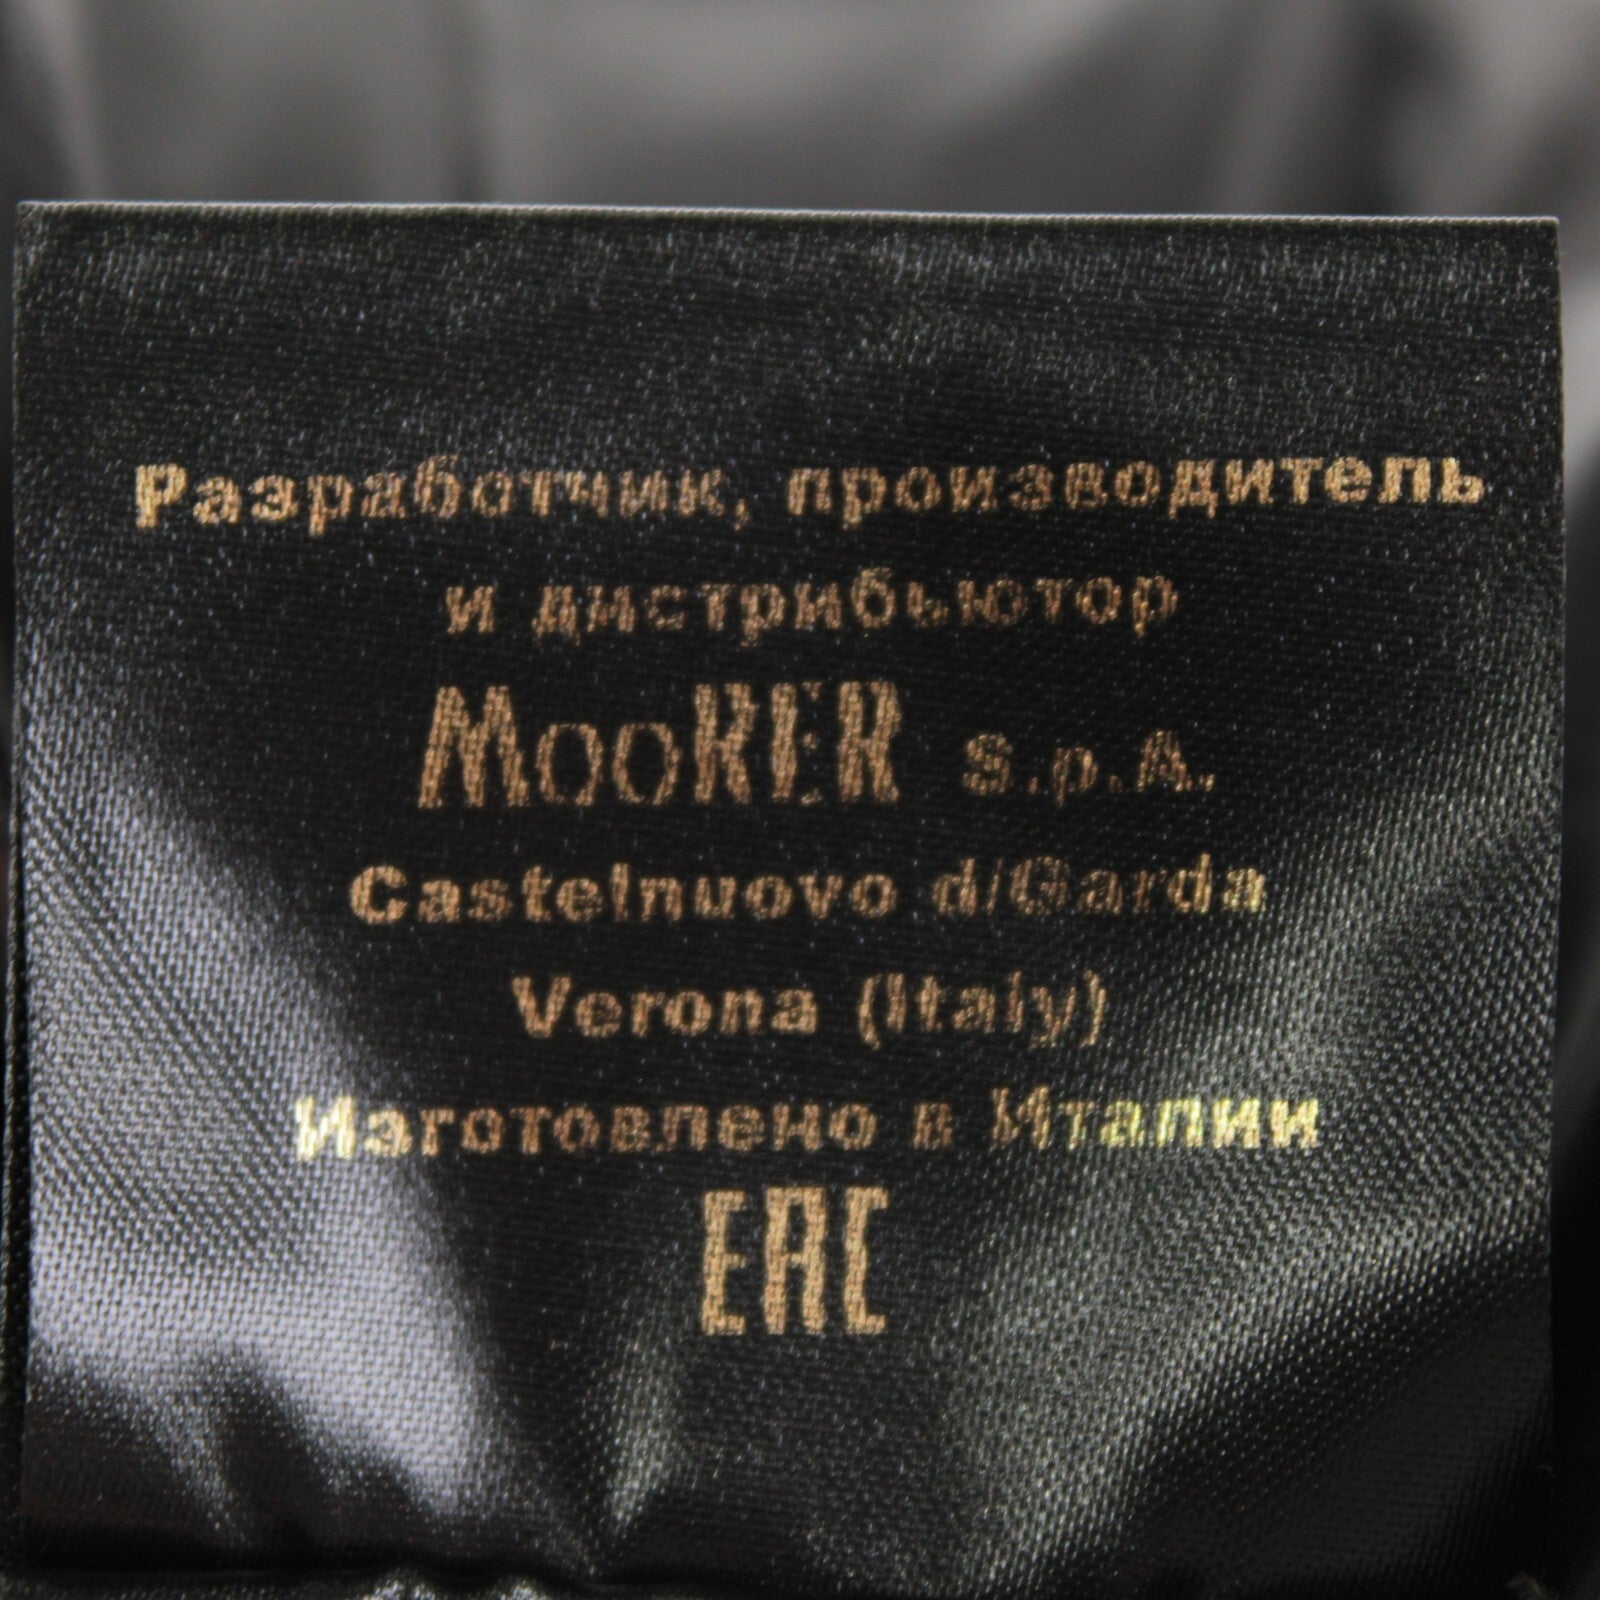 Разработчик, производитель
и дистрибьютор
MooRER s.p.A.
Castelnuovo d/Garda
Verona (Italy)
Изготовлено в Италии
EAC